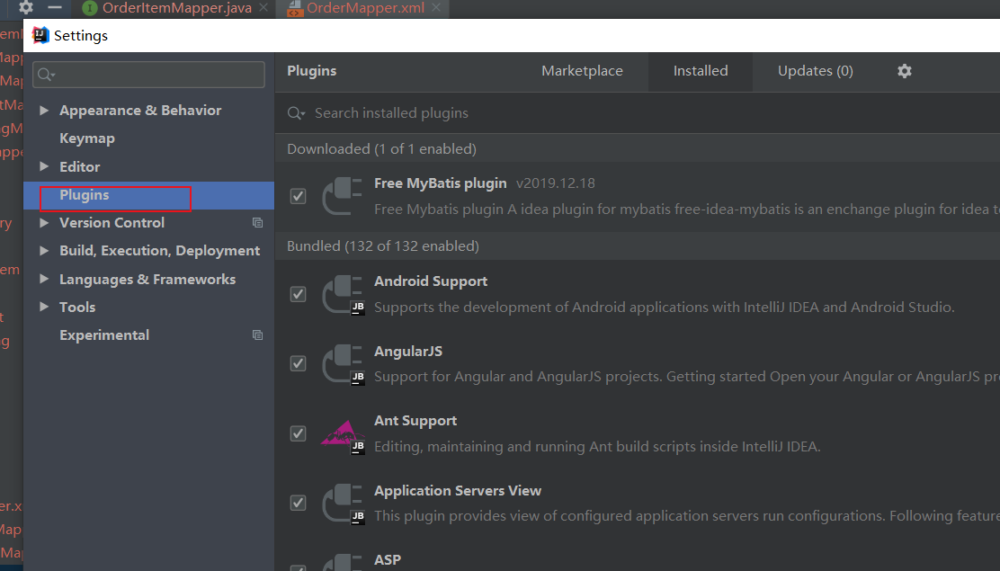 OrderItemMapper.java
OrderMapper.xml
Settings
Plugins
Marketplace
Installed
Updates (0)
Appearance & Behavior
Keymap
Editor
Plugins
Version Control
Build, Execution, Deployment
Languages & Frameworks
Tools
Experimental
Search installed plugins
Downloaded (1 of 1 enabled)
Free MyBatis plugin v2019.12.18
Free Mybatis plugin A idea plugin for mybatis free-idea-mybatis is an enchange plugin for idea t
Bundled (132 of 132 enabled)
Android Support
Supports the development of Android applications with IntelliJ IDEA and Android Studio.
AngularJS
Support for Angular and AngularJS projects. Getting started Open your Angular or AngularJS pr
Ant Support
Editing, maintaining and running Ant build scripts inside IntelliJ IDEA.
Application Servers View
This plugin provides view of configured application servers run configurations. Following feature
ASP